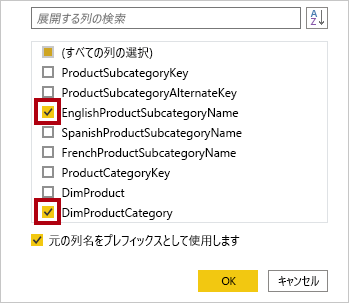 展開する列の検索
A
Z
(すべての列の選択)
ProductSubcategoryKey
ProductSubcategoryAlternateKey
EnglishProductSubcategoryName
SpanishProductSubcategoryName
FrenchProductSubcategoryName
ProductCategoryKey
DimProduct
DimProductCategory
元の列名をプレフィックスとして使用します
OK
キャンセル